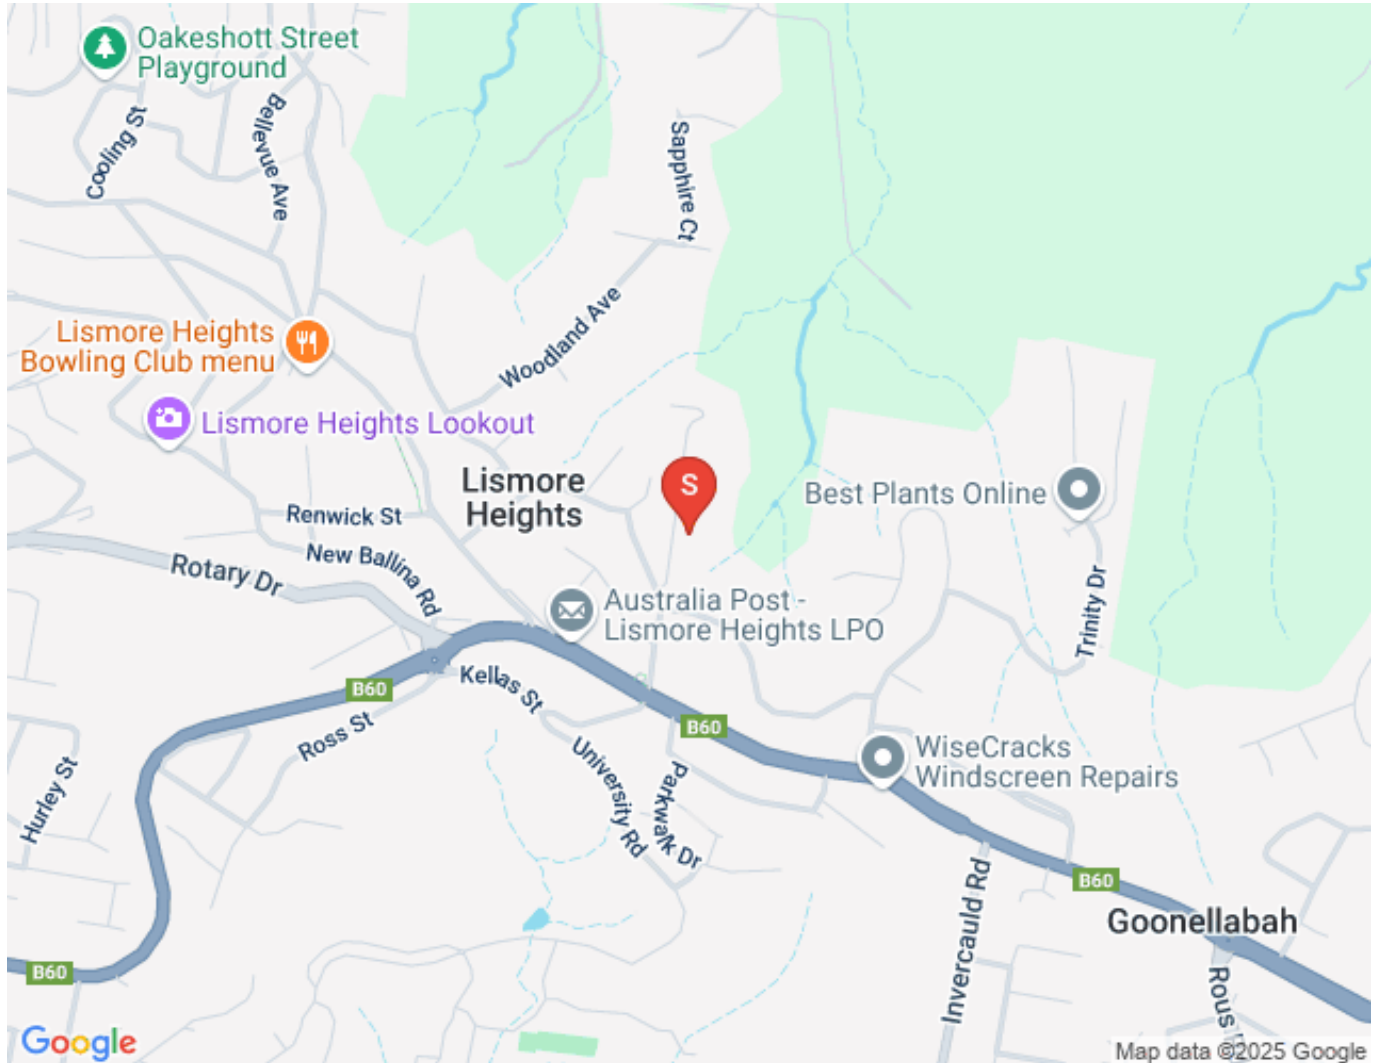 Oakeshott Street
Playground
Cooling St
Bellevue Ave
Sapphire Ct
Lismore Heights
Bowling Club menu
Woodland Ave
Lismore Heights Lookout
Lismore
Heights
S
Best Plants Online
Renwick St
New Ballina Rd
Rotary Dr
Australia Post -
Lismore Heights LPO
Trinity Dr
Kellas St
B60
B60
Ross St
University Rd
Parkwalk Dr
WiseCracks
Windscreen Repairs
Hurley St
Invercauld Rd
B60
Goonellabah
B60
Rous
Google
Map data ©2025 Google